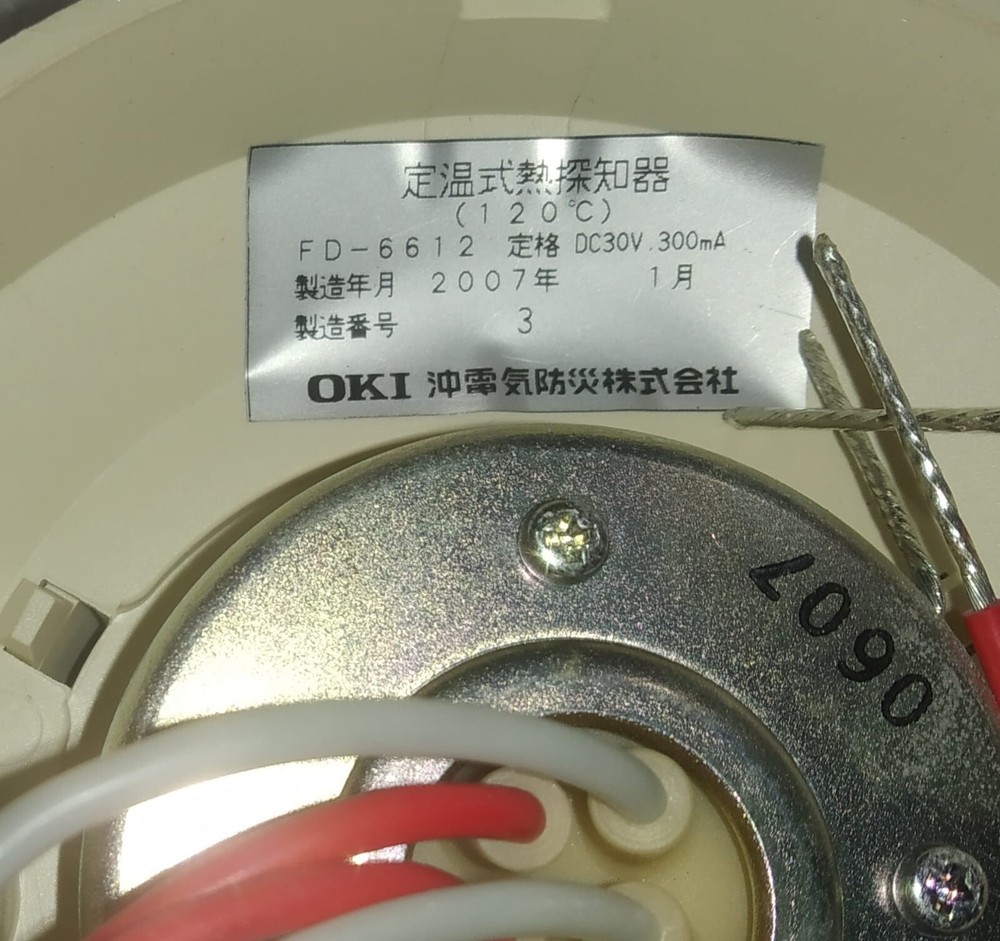 定温式熱探知器
(120℃)
FD-6612 定格 DC30V.300mA
製造年月 2007年 1月
製造番号 3
OKI 沖電気防災株式会社
0607